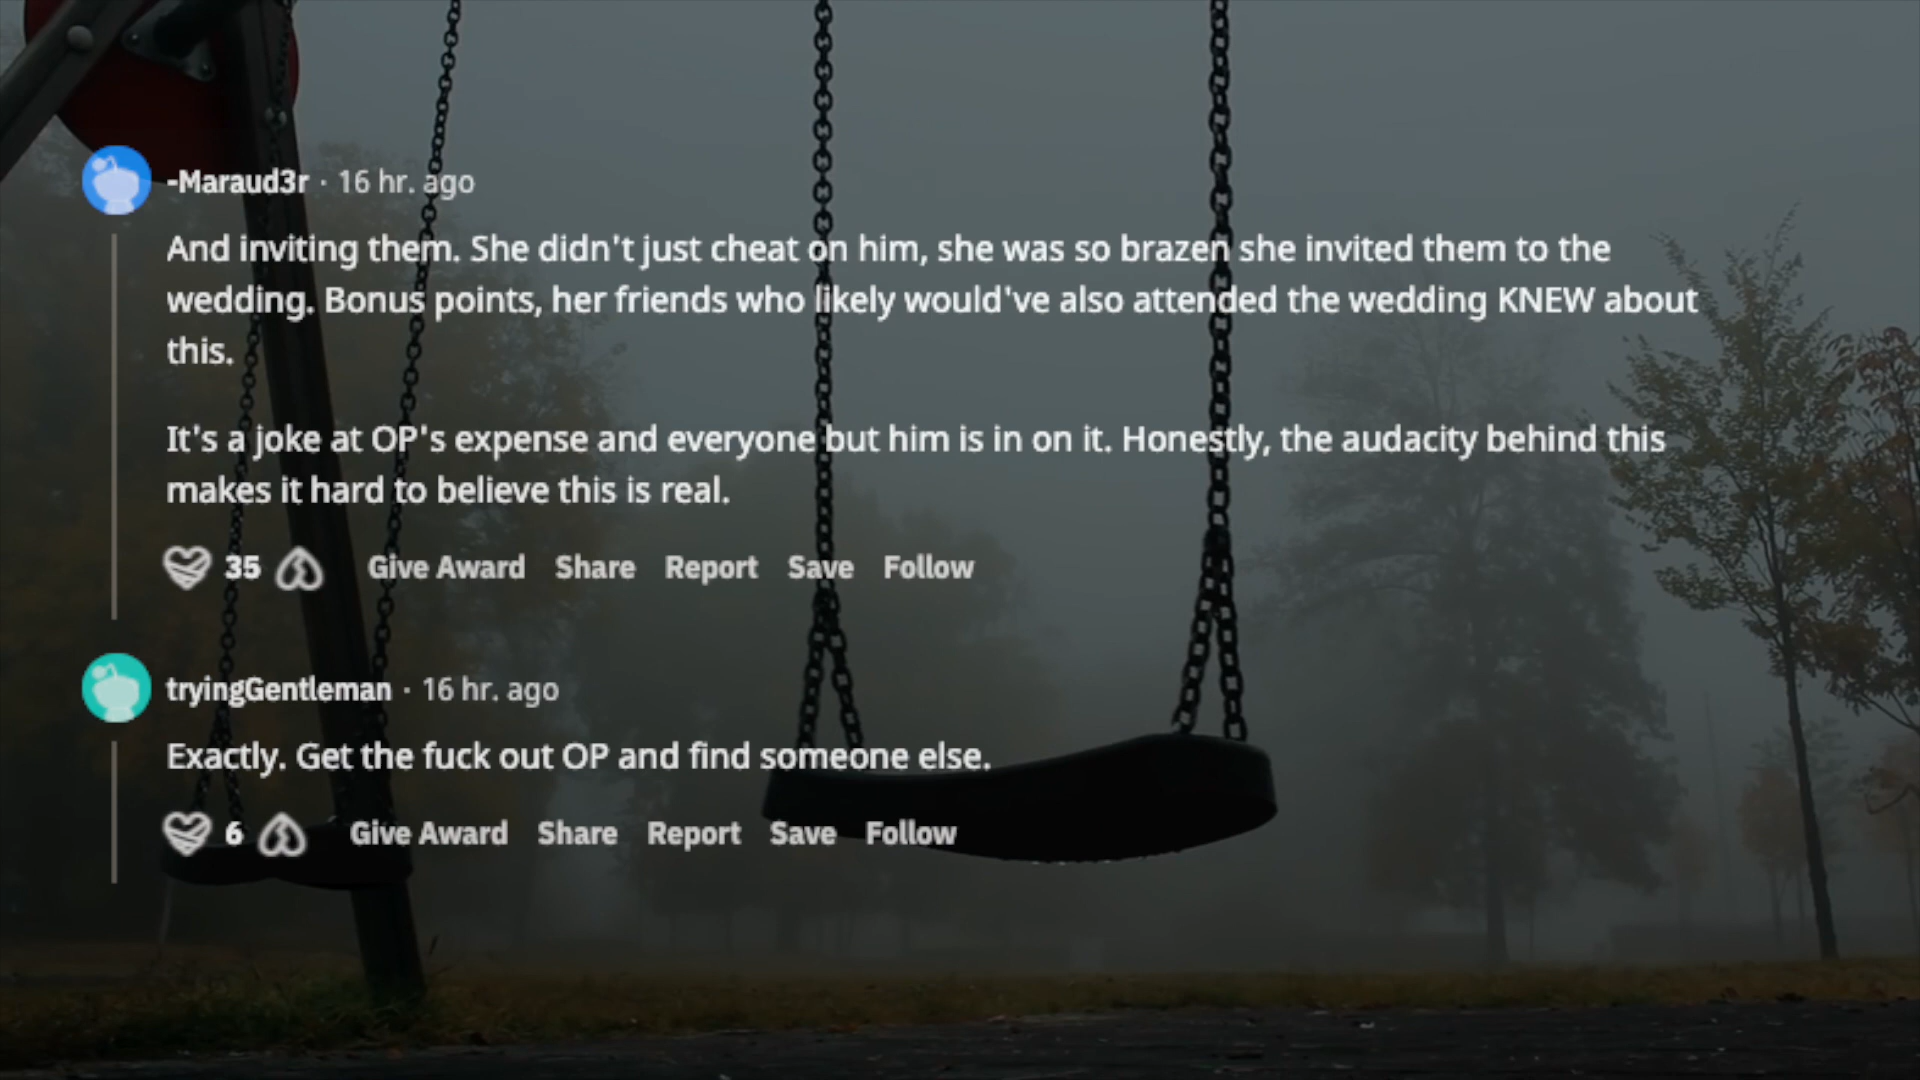 -Maraud3r · 16 hr. ago
And inviting them. She didn't just cheat on him, she was so brazen she invited them to the
wedding. Bonus points, her friends who likely would've also attended the wedding KNEW about
this.
It's a joke at OP's expense and everyone but him is in on it. Honestly, the audacity behind this
makes it hard to believe this is real.
35 Give Award Share Report Save Follow
tryingGentleman · 16 hr. ago
Exactly. Get the fuck out OP and find someone else.
6 Give Award Share Report Save Follow